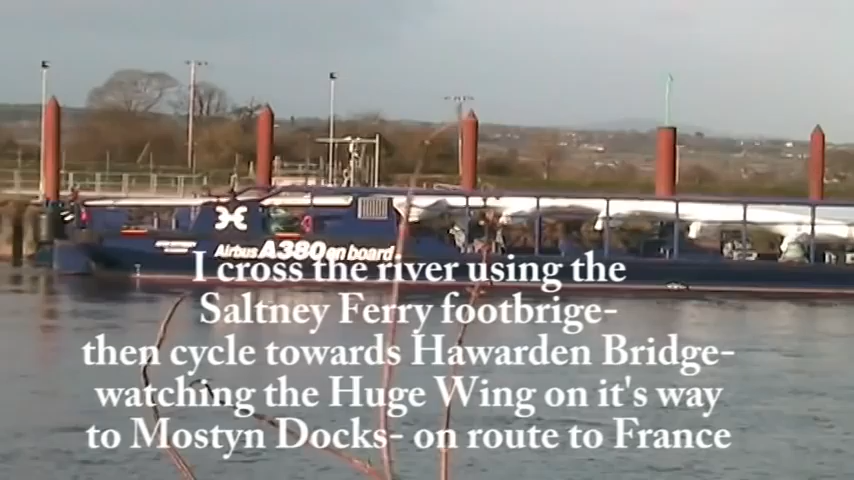 Airbus A380 on board
I cross the river using the
Saltney Ferry footbrige-
then cycle towards Hawarden Bridge-
watching the Huge Wing on it's way
to Mostyn Docks- on route to France